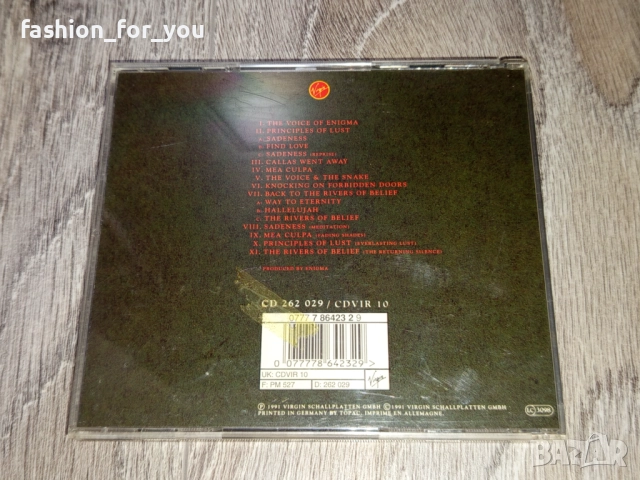 fashion_for_you
Virgin
I. THE VOICE OF ENIGMA
II. PRINCIPLES OF LUST
A. SADENESS
B. FIND LOVE
C. SADENESS (REPRISE)
III. CALLAS WENT AWAY
IV. MEA CULPA
V. THE VOICE & THE SNAKE
VI. KNOCKING ON FORBIDDEN DOORS
VII. BACK TO THE RIVERS OF BELIEF
A. WAY TO ETERNITY
B. HALLELUJAH
C. THE RIVERS OF BELIEF
VIII. SADENESS (MEDITATION)
IX. MEA CULPA (FADING SHADES)
X. PRINCIPLES OF LUST (EVERLASTING LUST)
XI. THE RIVERS OF BELIEF (THE RETURNING SILENCE)
PRODUCED BY ENIGMA
CD 262 029 / CDVIR 10
0777 7 86423 2 9
0 077778 642329 >
UK: CDVIR 10
F: PM 527
D: 262 029
Virgin
℗ 1991 VIRGIN SCHALLPLATTEN GMBH © 1991 VIRGIN SCHALLPLATTEN GMBH
PRINTED IN GERMANY BY TOPAC. IMPRIME EN ALLEMAGNE.
LC 3098
BAZAR